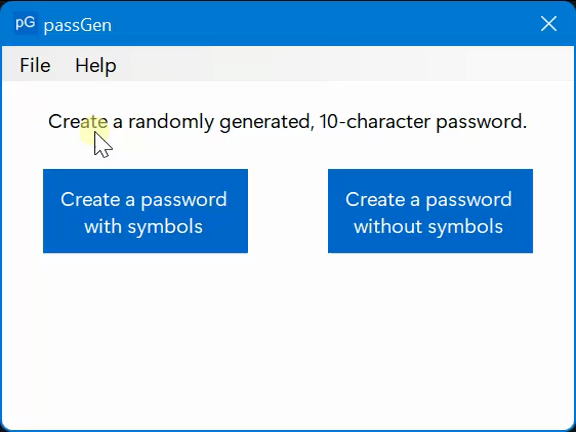 pG passGen
File Help
Create a randomly generated, 10-character password.
Create a password
with symbols
Create a password
without symbols